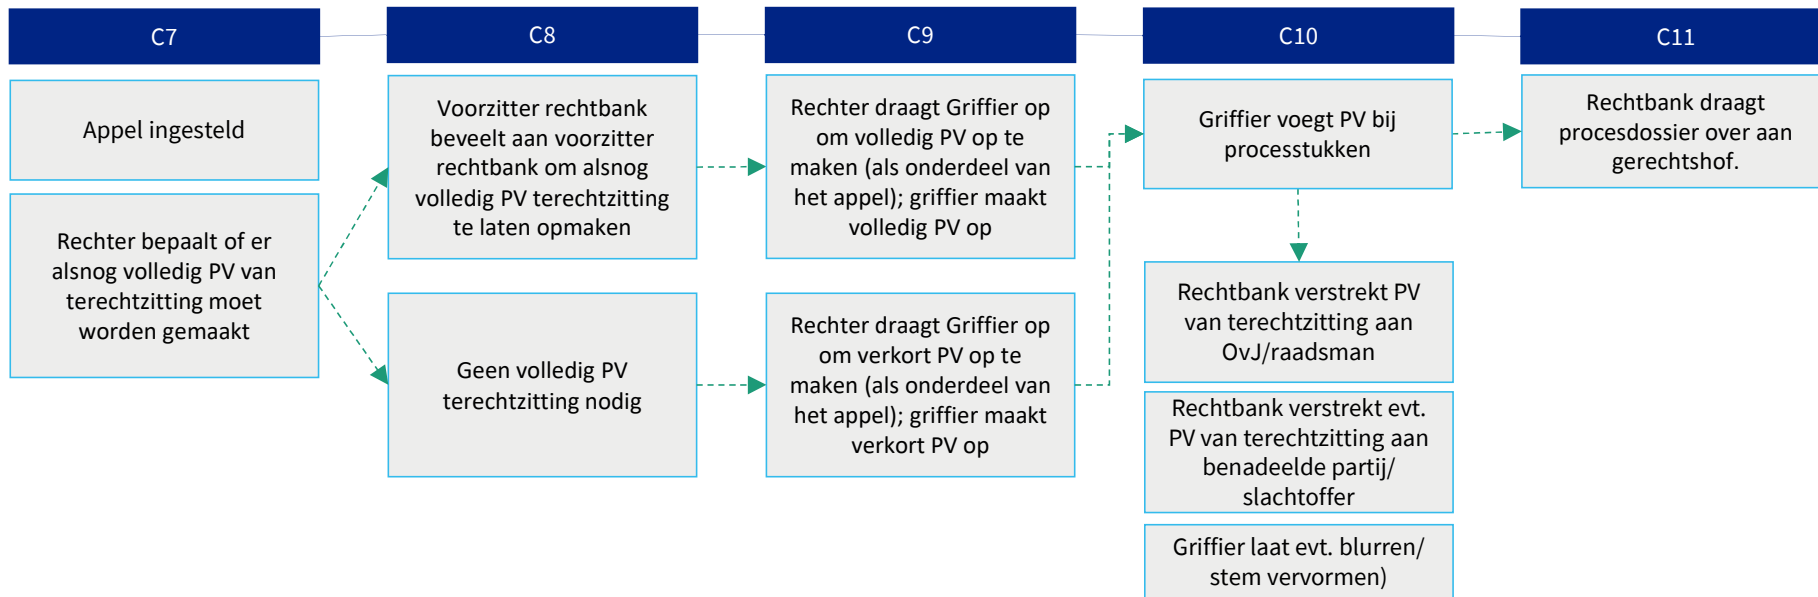 C7
C8
C9
C10
C11
Appel ingesteld
Rechter bepaalt of er
alsnog volledig PV van
terechtzitting moet
worden gemaakt
Voorzitter rechtbank
beveelt aan voorzitter
rechtbank om alsnog
volledig PV terechtzitting
te laten opmaken
Geen volledig PV
terechtzitting nodig
Rechter draagt Griffier op
om volledig PV op te
maken (als onderdeel van
het appel); griffier maakt
volledig PV op
Rechter draagt Griffier op
om verkort PV op te
maken (als onderdeel van
het appel); griffier maakt
verkort PV op
Griffier voegt PV bij
processtukken
Rechtbank verstrekt PV
van terechtzitting aan
OvJ/raadsman
Rechtbank verstrekt evt.
PV van terechtzitting aan
benadeelde partij/
slachtoffer
Griffier laat evt. blurren/
stem vervormen)
Rechtbank draagt
procesdossier over aan
gerechtshof.